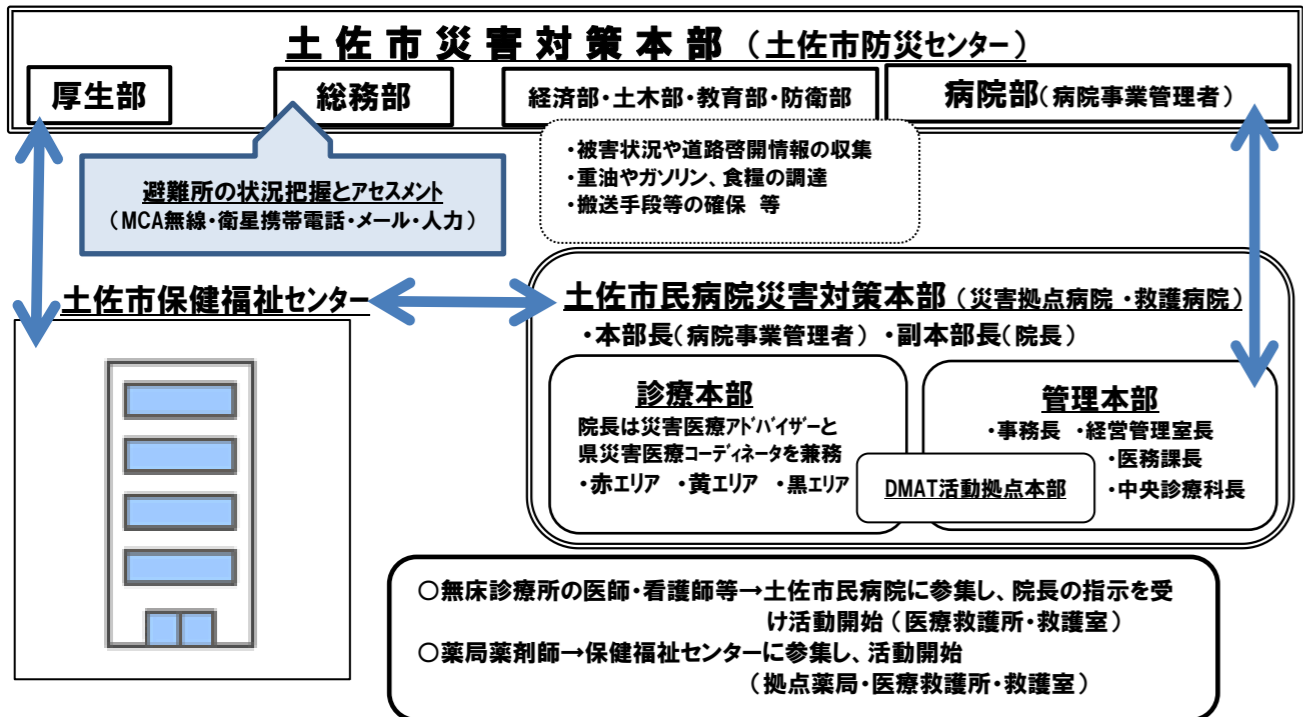 土佐市災害対策本部（土佐市防災センター）
厚生部
総務部
経済部・土木部・教育部・防衛部
病院部（病院事業管理者）
避難所の状況把握とアセスメント
（MCA無線・衛星携帯電話・メール・人力）
・被害状況や道路啓開情報の収集
・重油やガソリン、食糧の調達
・搬送手段等の確保 等
土佐市保健福祉センター
土佐市民病院災害対策本部（災害拠点病院・救護病院）
・本部長（病院事業管理者）・副本部長（院長）
診療本部
院長は災害医療アドバイザーと
県災害医療コーディネータを兼務
・赤エリア ・黄エリア ・黒エリア
管理本部
・事務長 ・経営管理室長
・医務課長
・中央診療科長
DMAT活動拠点本部
○無床診療所の医師・看護師等→土佐市民病院に参集し、院長の指示を受
け活動開始（医療救護所・救護室）
○薬局薬剤師→保健福祉センターに参集し、活動開始
（拠点薬局・医療救護所・救護室）